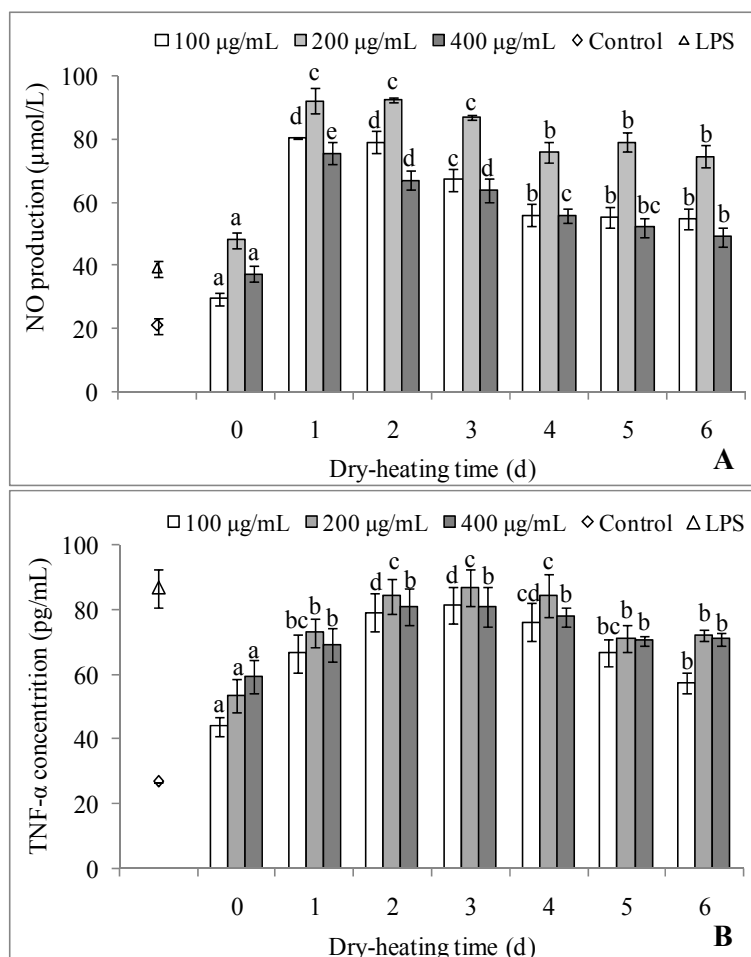 100 μg/mL 200 μg/mL 400 μg/mL Control LPS
NO production (μmol/L)
100
80
60
40
20
0
a a a
d c e
d c d
c c d
b b c
b b bc
b b b
0 1 2 3 4 5 6
Dry-heating time (d)
A
100 μg/mL 200 μg/mL 400 μg/mL Control LPS
TNF-α concentrition (pg/mL)
100
80
60
40
20
0
a a a
bc b b
d c b
d c b
cd c b
bc b b
b b b
0 1 2 3 4 5 6
Dry-heating time (d)
B